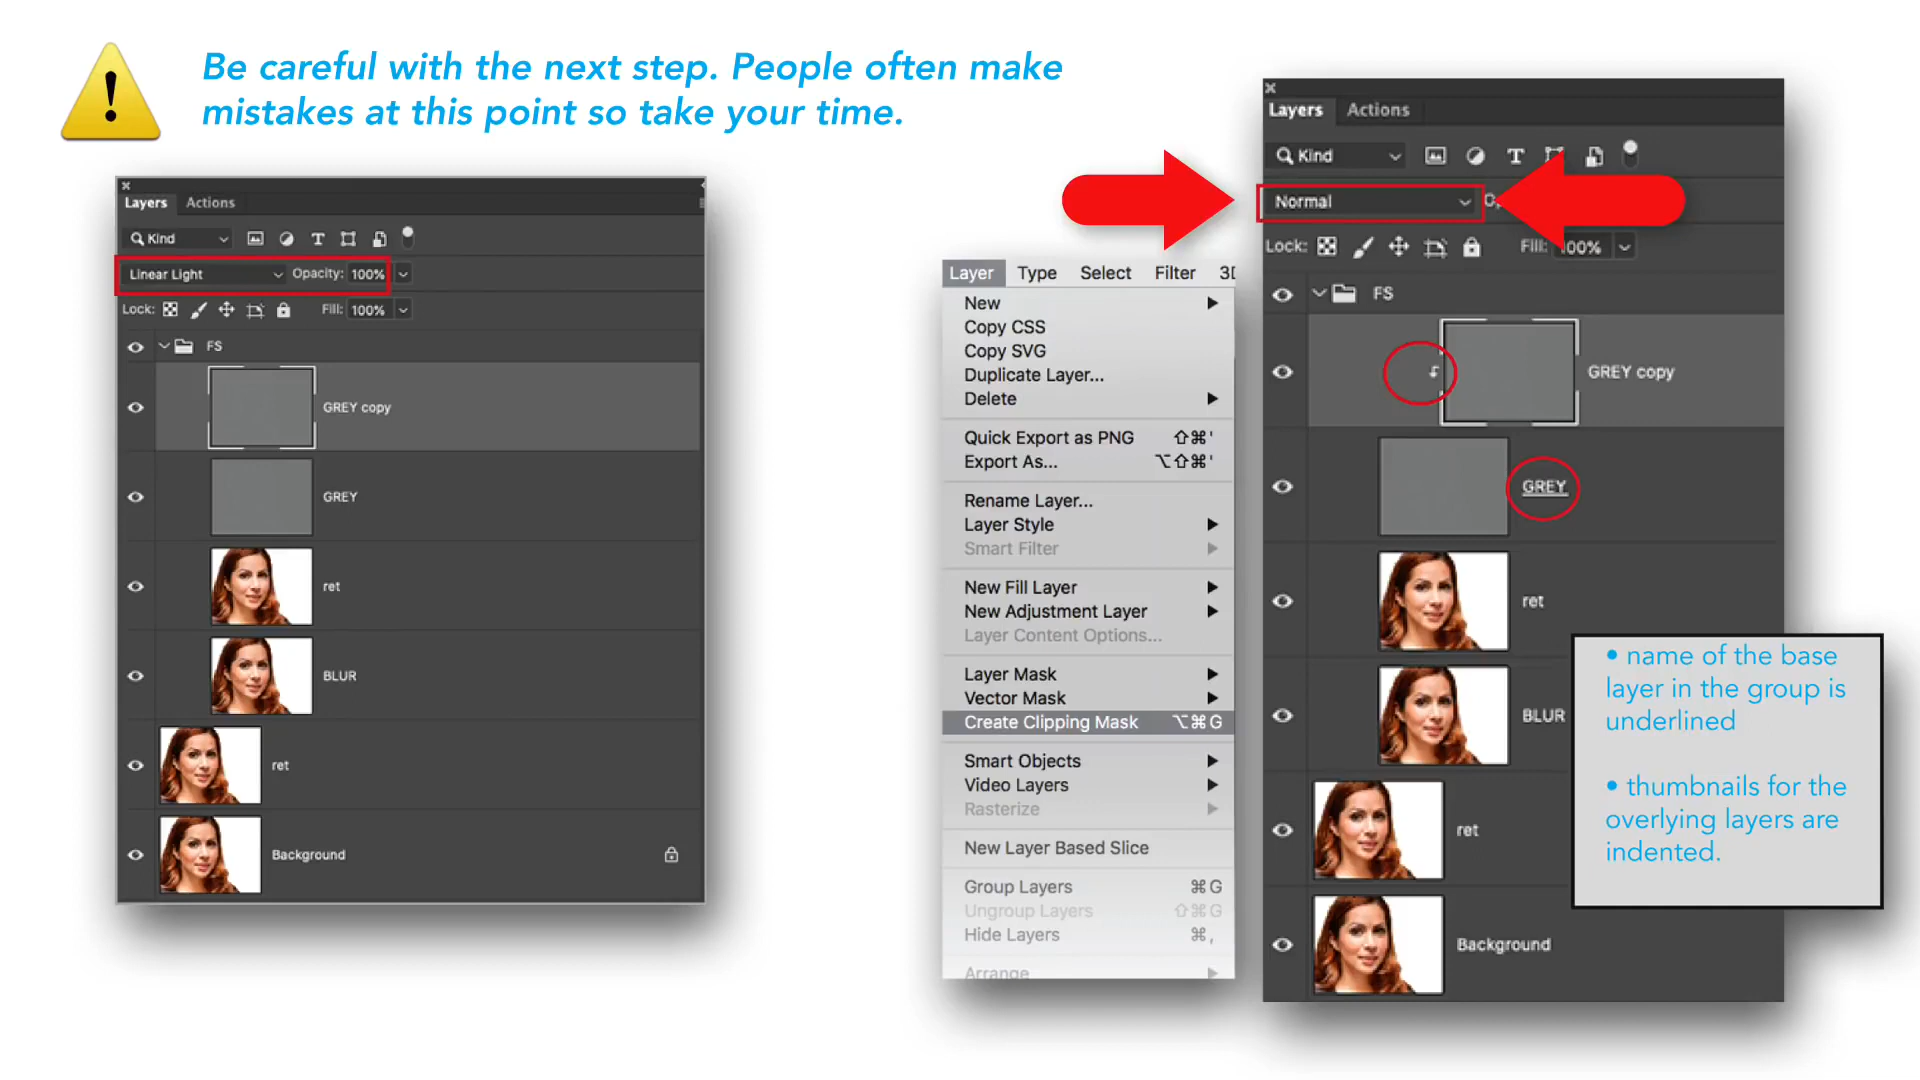 Be careful with the next step. People often make
mistakes at this point so take your time.
Layers Actions
Kind
Linear Light Opacity: 100%
Lock: Fill: 100%
FS
GREY copy
GREY
ret
BLUR
ret
Background
Layer Type Select Filter
New
Copy CSS
Copy SVG
Duplicate Layer...
Delete
Quick Export as PNG ⇧⌘'
Export As... ⌥⇧⌘'
Rename Layer...
Layer Style
Smart Filter
New Fill Layer
New Adjustment Layer
Layer Content Options...
Layer Mask
Vector Mask
Create Clipping Mask ⌥⌘G
Smart Objects
Video Layers
Rasterize
New Layer Based Slice
Group Layers ⌘G
Ungroup Layers ⇧⌘G
Hide Layers ⌘,
Arrange
Layers Actions
Kind
Normal
Lock: Fill: 100%
FS
GREY copy
GREY
ret
BLUR
ret
Background
• name of the base
layer in the group is
underlined
• thumbnails for the
overlying layers are
indented.